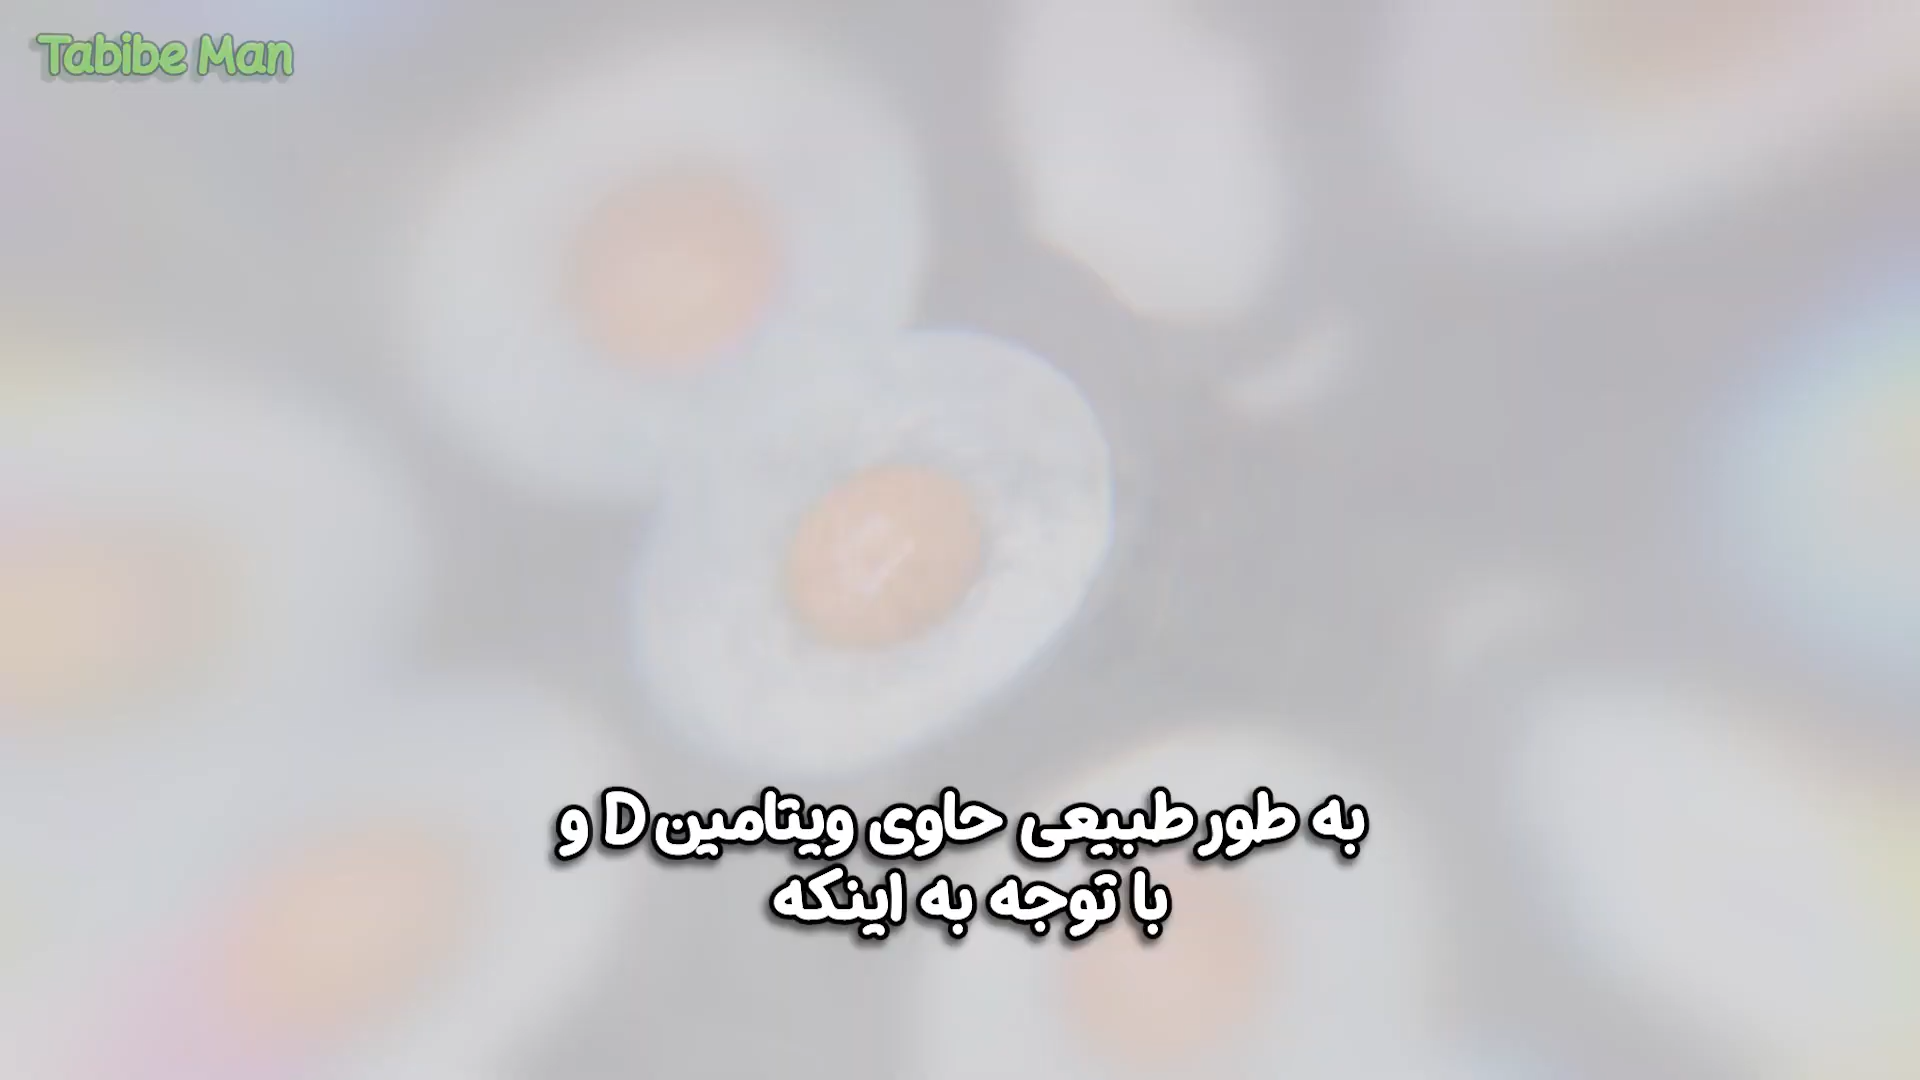 Tabibe Man
به طور طبیعی حاوی ویتامین D و
با توجه به اینکه